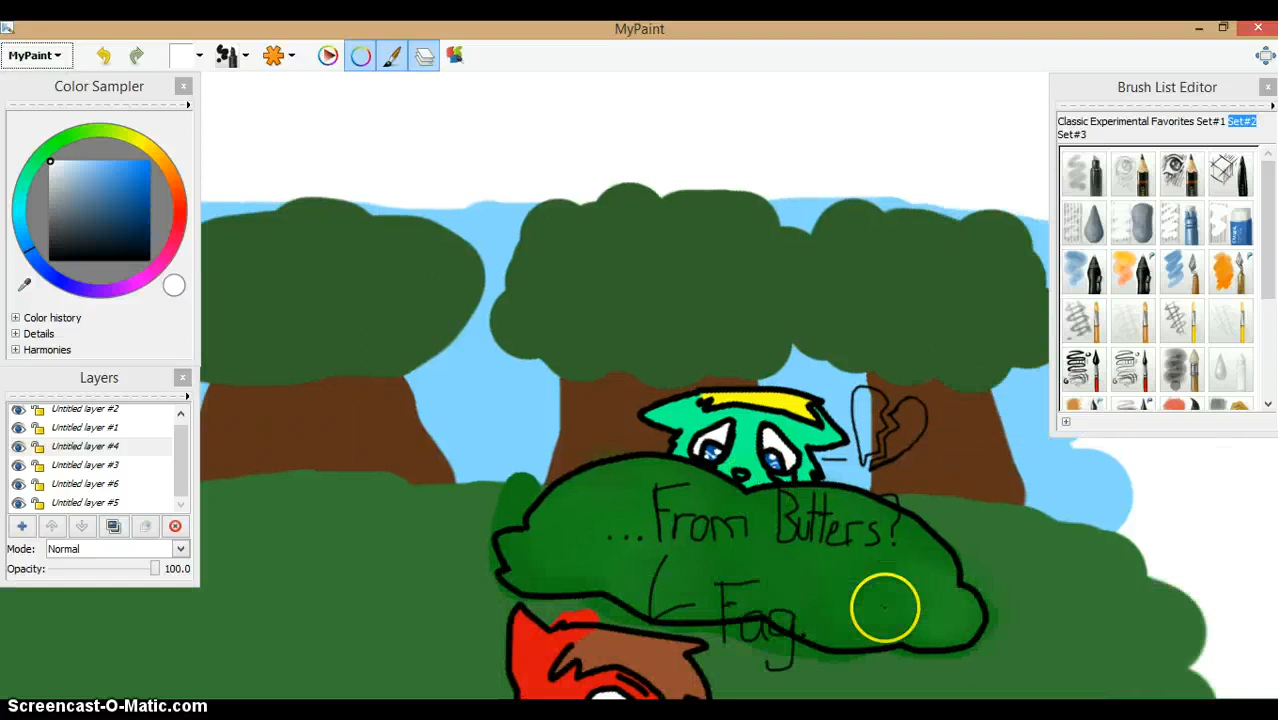 MyPaint
MyPaint
Color Sampler
Color history
Details
Harmonies
Layers
Untitled layer #2
Untitled layer #1
Untitled layer #4
Untitled layer #3
Untitled layer #6
Untitled layer #5
Mode: Normal
Opacity: 100.0
Brush List Editor
Classic Experimental Favorites Set#1 Set#2
Set#3
...From Butters?
Fag.
Screencast-O-Matic.com